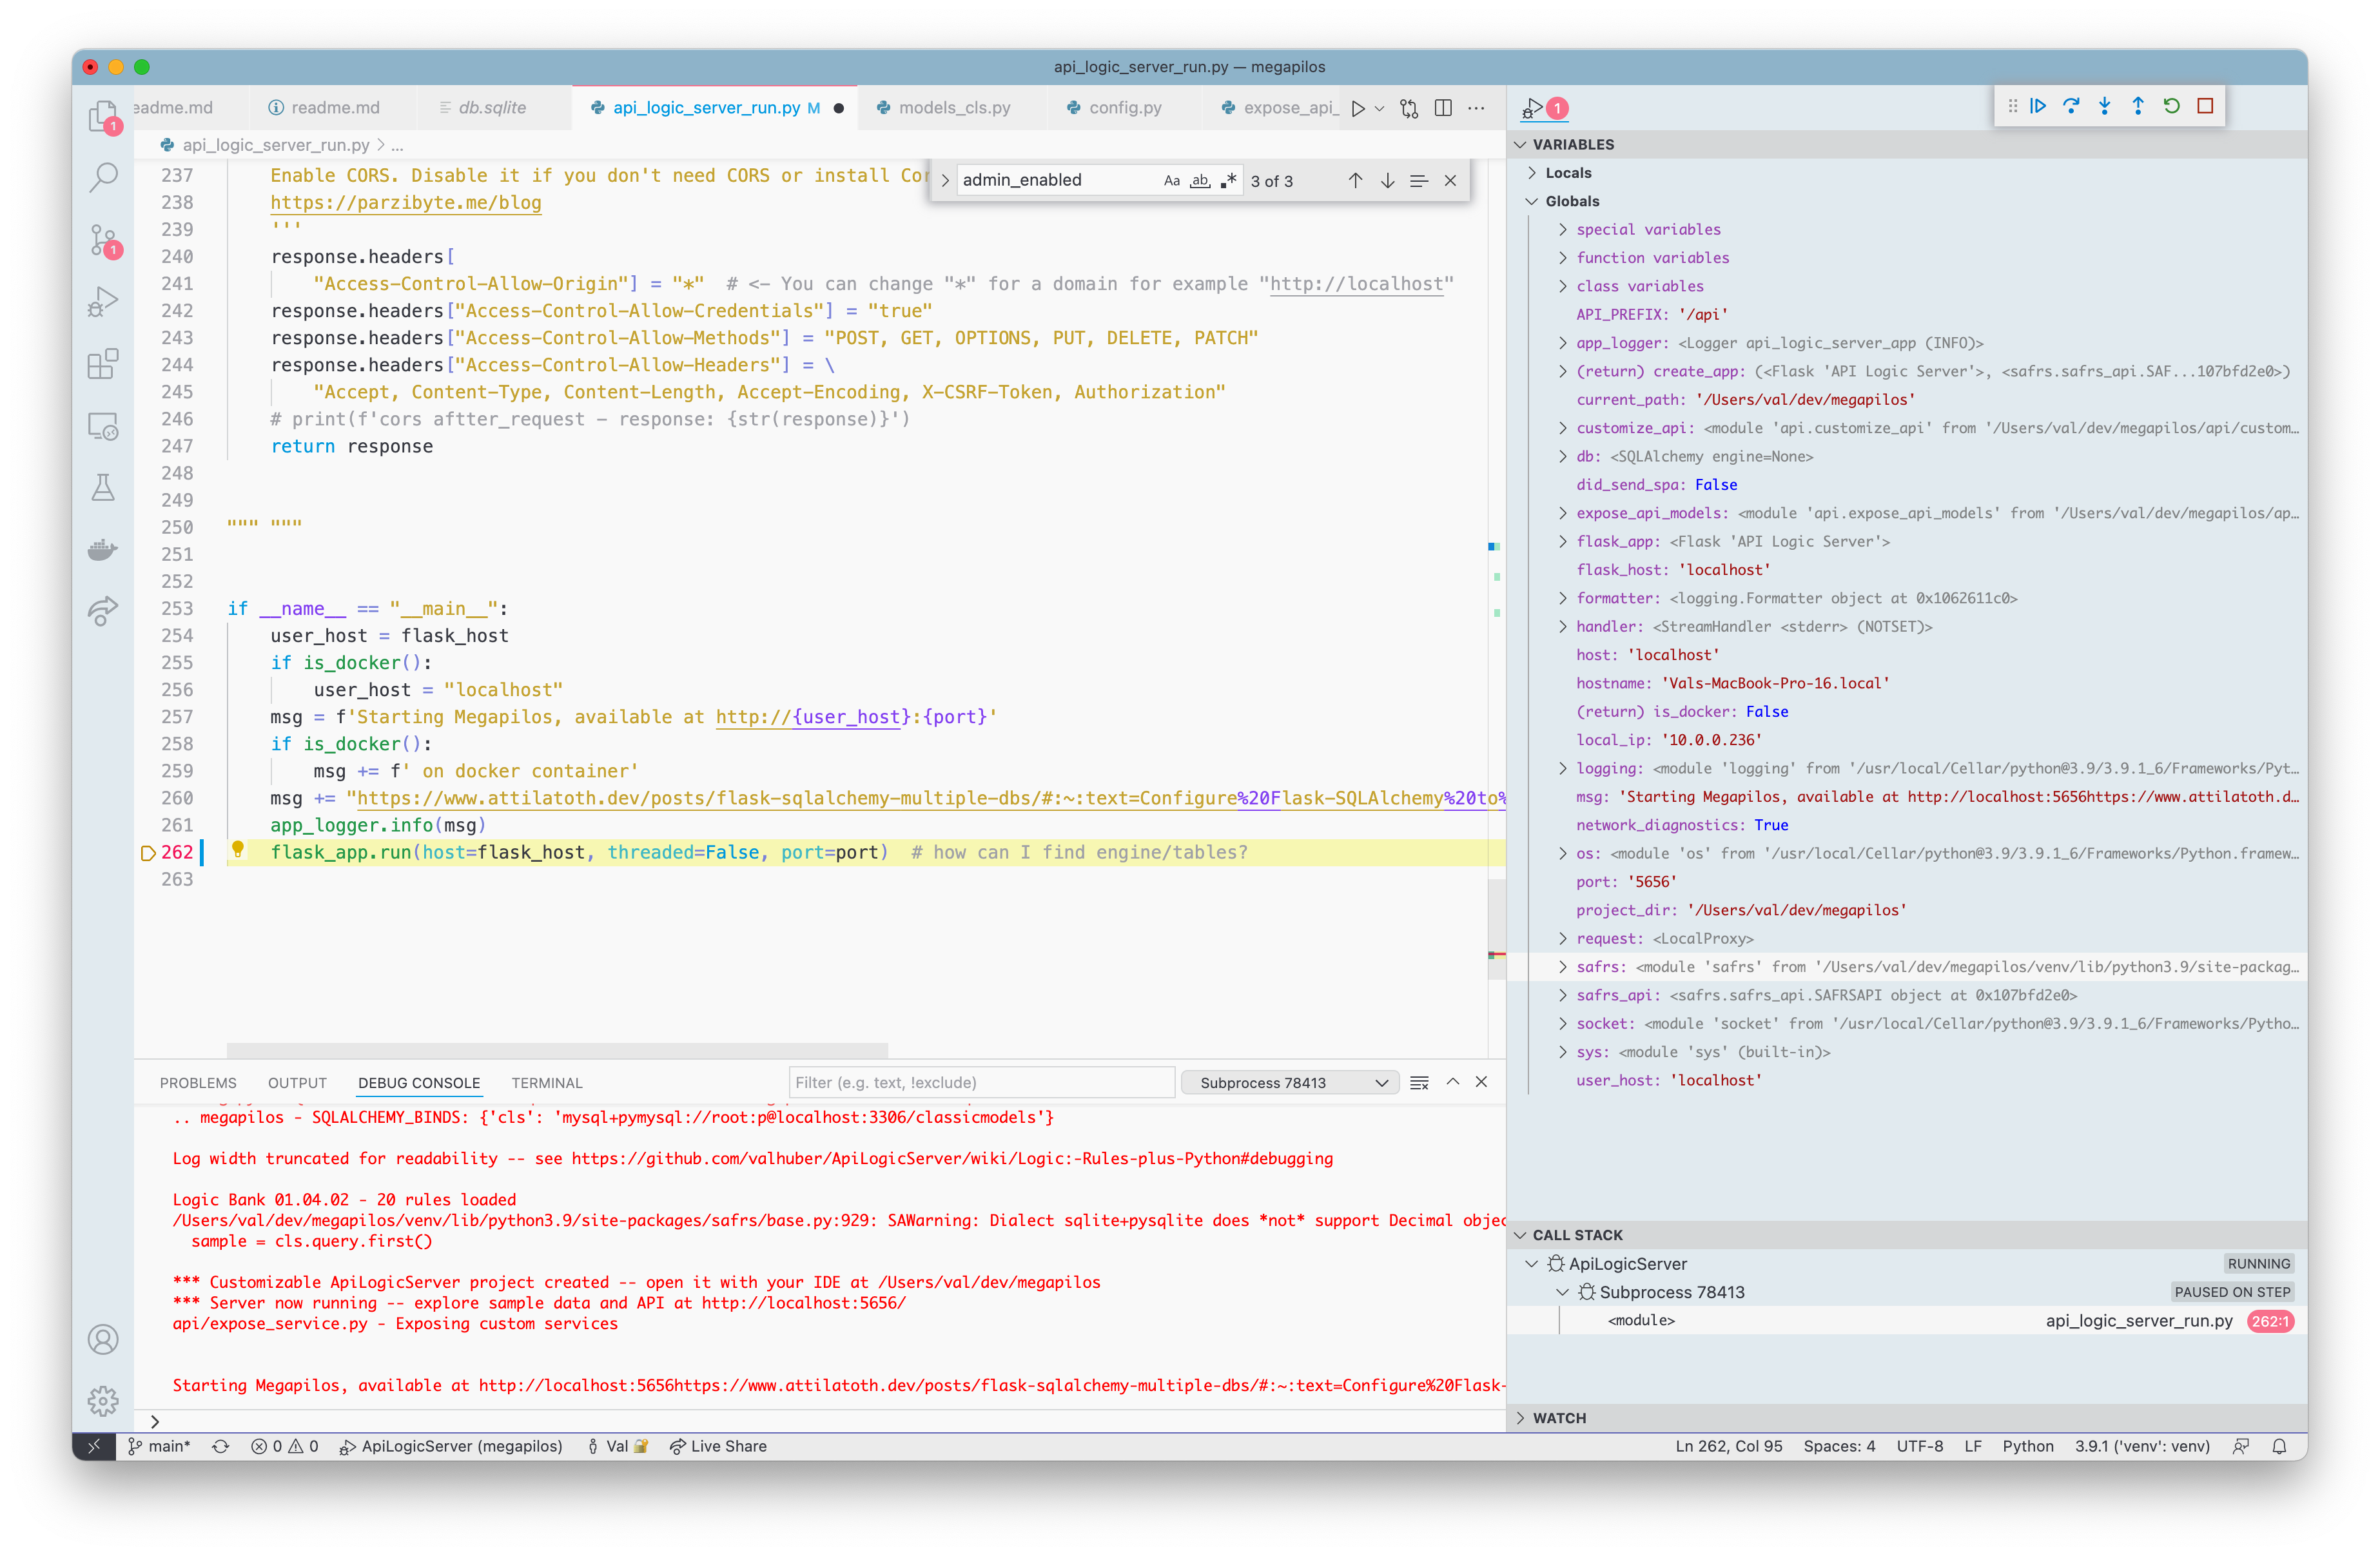 api_logic_server_run.py — megapilos
eadme.md
readme.md
db.sqlite
api_logic_server_run.py M
models_cls.py
config.py
expose_api_
1
1
1
api_logic_server_run.py > ...
admin_enabled
Aa
ab
.*
3 of 3
237 Enable CORS. Disable it if you don't need CORS or install Cor
238 https://parzibyte.me/blog
239 '''
240 response.headers[
241 "Access-Control-Allow-Origin"] = "*"  # <- You can change "*" for a domain for example "http://localhost"
242 response.headers["Access-Control-Allow-Credentials"] = "true"
243 response.headers["Access-Control-Allow-Methods"] = "POST, GET, OPTIONS, PUT, DELETE, PATCH"
244 response.headers["Access-Control-Allow-Headers"] = \
245 "Accept, Content-Type, Content-Length, Accept-Encoding, X-CSRF-Token, Authorization"
246 # print(f'cors aftter_request - response: {str(response)}')
247 return response
248
249
250 """ """
251
252
253 if __name__ == "__main__":
254 user_host = flask_host
255 if is_docker():
256 user_host = "localhost"
257 msg = f'Starting Megapilos, available at http://{user_host}:{port}'
258 if is_docker():
259 msg += f' on docker container'
260 msg += "https://www.attilatoth.dev/posts/flask-sqlalchemy-multiple-dbs/#:~:text=Configure%20Flask-SQLAlchemy%20to%
261 app_logger.info(msg)
262 flask_app.run(host=flask_host, threaded=False, port=port)  # how can I find engine/tables?
263
PROBLEMS
OUTPUT
DEBUG CONSOLE
TERMINAL
Filter (e.g. text, !exclude)
Subprocess 78413
.. megapilos - SQLALCHEMY_BINDS: {'cls': 'mysql+pymysql://root:p@localhost:3306/classicmodels'}
Log width truncated for readability -- see https://github.com/valhuber/ApiLogicServer/wiki/Logic:-Rules-plus-Python#debugging
Logic Bank 01.04.02 - 20 rules loaded
/Users/val/dev/megapilos/venv/lib/python3.9/site-packages/safrs/base.py:929: SAWarning: Dialect sqlite+pysqlite does *not* support Decimal objec
sample = cls.query.first()
*** Customizable ApiLogicServer project created -- open it with your IDE at /Users/val/dev/megapilos
*** Server now running -- explore sample data and API at http://localhost:5656/
api/expose_service.py - Exposing custom services
Starting Megapilos, available at http://localhost:5656https://www.attilatoth.dev/posts/flask-sqlalchemy-multiple-dbs/#:~:text=Configure%20Flask-
>
1
VARIABLES
Locals
Globals
special variables
function variables
class variables
API_PREFIX: '/api'
app_logger: <Logger api_logic_server_app (INFO)>
(return) create_app: (<Flask 'API Logic Server'>, <safrs.safrs_api.SAF...107bfd2e0>)
current_path: '/Users/val/dev/megapilos'
customize_api: <module 'api.customize_api' from '/Users/val/dev/megapilos/api/custom…
db: <SQLAlchemy engine=None>
did_send_spa: False
expose_api_models: <module 'api.expose_api_models' from '/Users/val/dev/megapilos/ap…
flask_app: <Flask 'API Logic Server'>
flask_host: 'localhost'
formatter: <logging.Formatter object at 0x1062611c0>
handler: <StreamHandler <stderr> (NOTSET)>
host: 'localhost'
hostname: 'Vals-MacBook-Pro-16.local'
(return) is_docker: False
local_ip: '10.0.0.236'
logging: <module 'logging' from '/usr/local/Cellar/python@3.9/3.9.1_6/Frameworks/Pyt…
msg: 'Starting Megapilos, available at http://localhost:5656https://www.attilatoth.d…
network_diagnostics: True
os: <module 'os' from '/usr/local/Cellar/python@3.9/3.9.1_6/Frameworks/Python.framew…
port: '5656'
project_dir: '/Users/val/dev/megapilos'
request: <LocalProxy>
safrs: <module 'safrs' from '/Users/val/dev/megapilos/venv/lib/python3.9/site-packag…
safrs_api: <safrs.safrs_api.SAFRSAPI object at 0x107bfd2e0>
socket: <module 'socket' from '/usr/local/Cellar/python@3.9/3.9.1_6/Frameworks/Pytho…
sys: <module 'sys' (built-in)>
user_host: 'localhost'
CALL STACK
ApiLogicServer RUNNING
Subprocess 78413 PAUSED ON STEP
<module> api_logic_server_run.py 262:1
WATCH
main*
0
0
ApiLogicServer (megapilos)
Val
Live Share
Ln 262, Col 95
Spaces: 4
UTF-8
LF
Python
3.9.1 ('venv': venv)